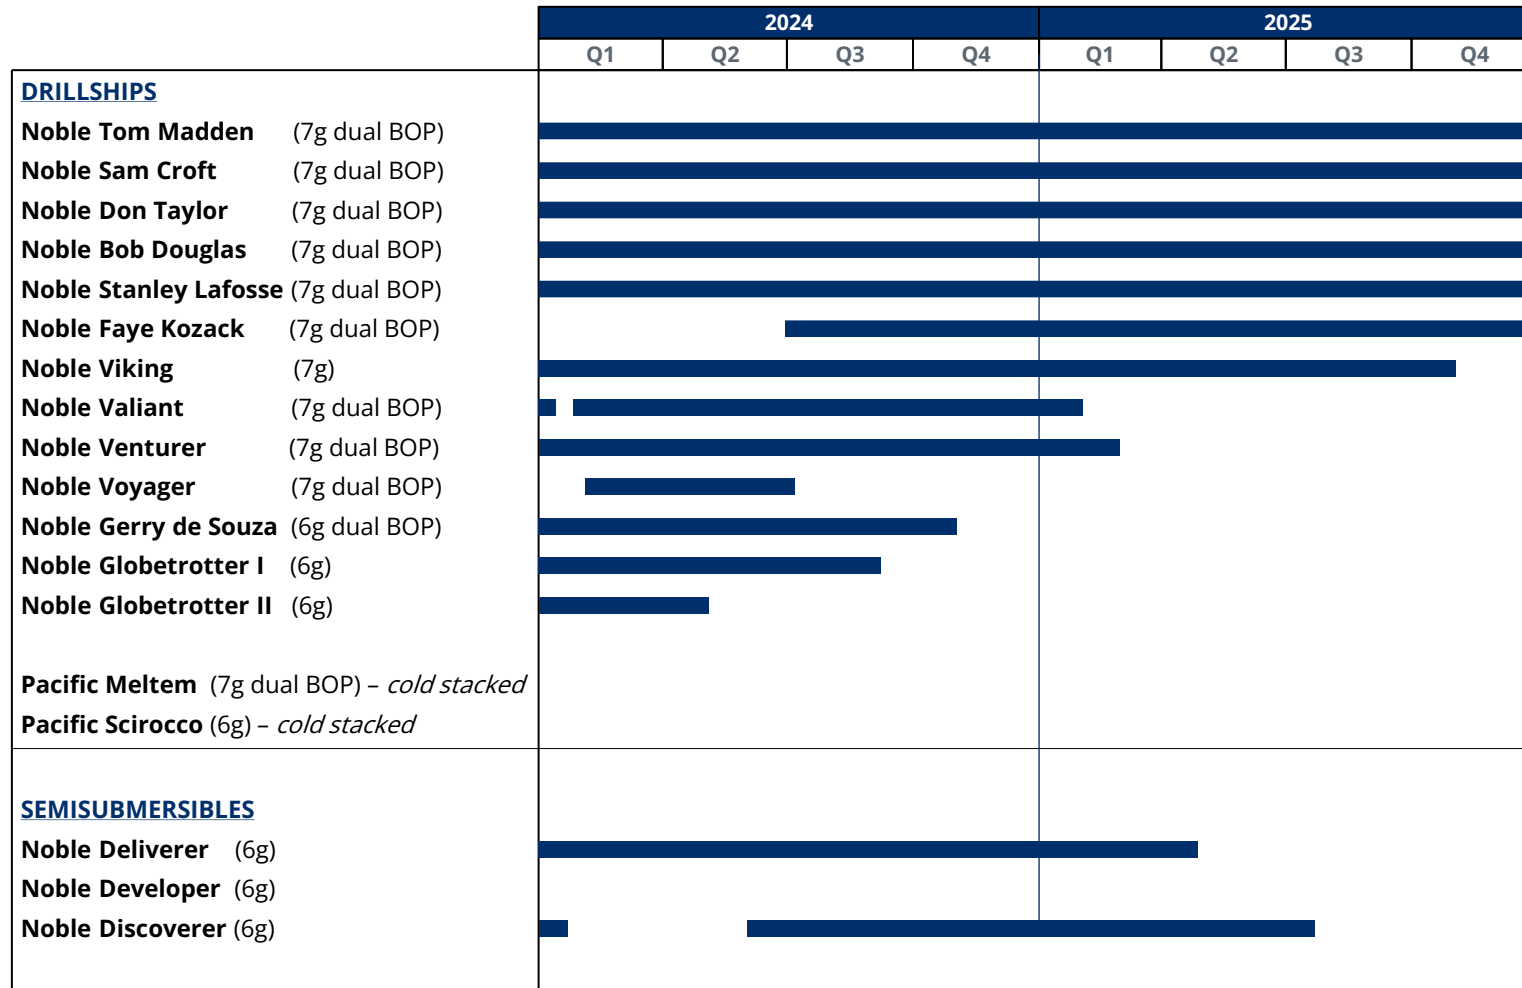 2024 2025
Q1 Q2 Q3 Q4 Q1 Q2 Q3 Q4
DRILLSHIPS
Noble Tom Madden (7g dual BOP)
Noble Sam Croft (7g dual BOP)
Noble Don Taylor (7g dual BOP)
Noble Bob Douglas (7g dual BOP)
Noble Stanley Lafosse (7g dual BOP)
Noble Faye Kozack (7g dual BOP)
Noble Viking (7g)
Noble Valiant (7g dual BOP)
Noble Venturer (7g dual BOP)
Noble Voyager (7g dual BOP)
Noble Gerry de Souza (6g dual BOP)
Noble Globetrotter I (6g)
Noble Globetrotter II (6g)
Pacific Meltem (7g dual BOP) – cold stacked
Pacific Scirocco (6g) – cold stacked
SEMISUBMERSIBLES
Noble Deliverer (6g)
Noble Developer (6g)
Noble Discoverer (6g)